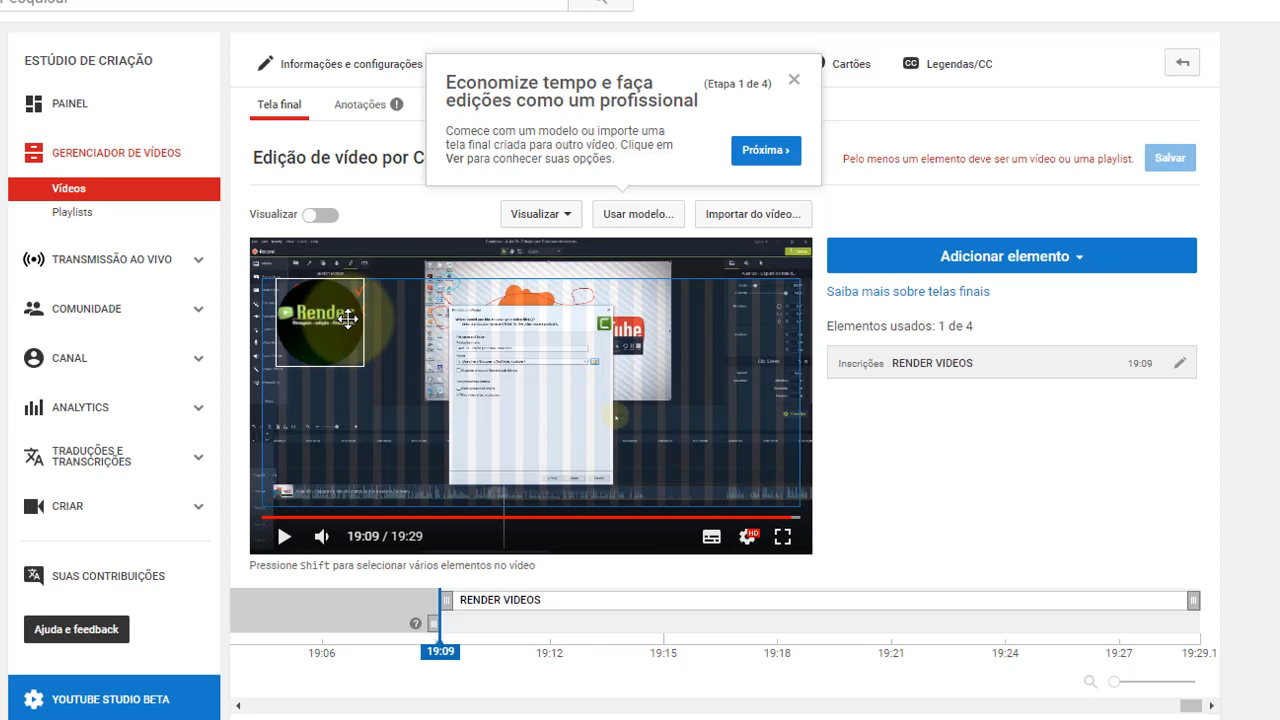 Pesquisar
ESTÚDIO DE CRIAÇÃO
PAINEL
GERENCIADOR DE VÍDEOS
Vídeos
Playlists
TRANSMISSÃO AO VIVO
COMUNIDADE
CANAL
ANALYTICS
TRADUÇÕES E
TRANSCRIÇÕES
CRIAR
SUAS CONTRIBUIÇÕES
Ajuda e feedback
YOUTUBE STUDIO BETA
Informações e configurações
Cartões
CC Legendas/CC
Tela final
Anotações
Economize tempo e faça
edições como um profissional
(Etapa 1 de 4)
Comece com um modelo ou importe uma
tela final criada para outro vídeo. Clique em
Ver para conhecer suas opções.
Próxima ›
Edição de vídeo por C
Pelo menos um elemento deve ser um vídeo ou uma playlist.
Salvar
Visualizar
Visualizar
Usar modelo...
Importar do vídeo...
Adicionar elemento
Saiba mais sobre telas finais
Elementos usados: 1 de 4
Inscrições RENDER VIDEOS 19:09
Render
19:09 / 19:29
HD
Pressione Shift para selecionar vários elementos no vídeo
RENDER VIDEOS
?
19:06
19:09
19:12
19:15
19:18
19:21
19:24
19:27
19:29.1